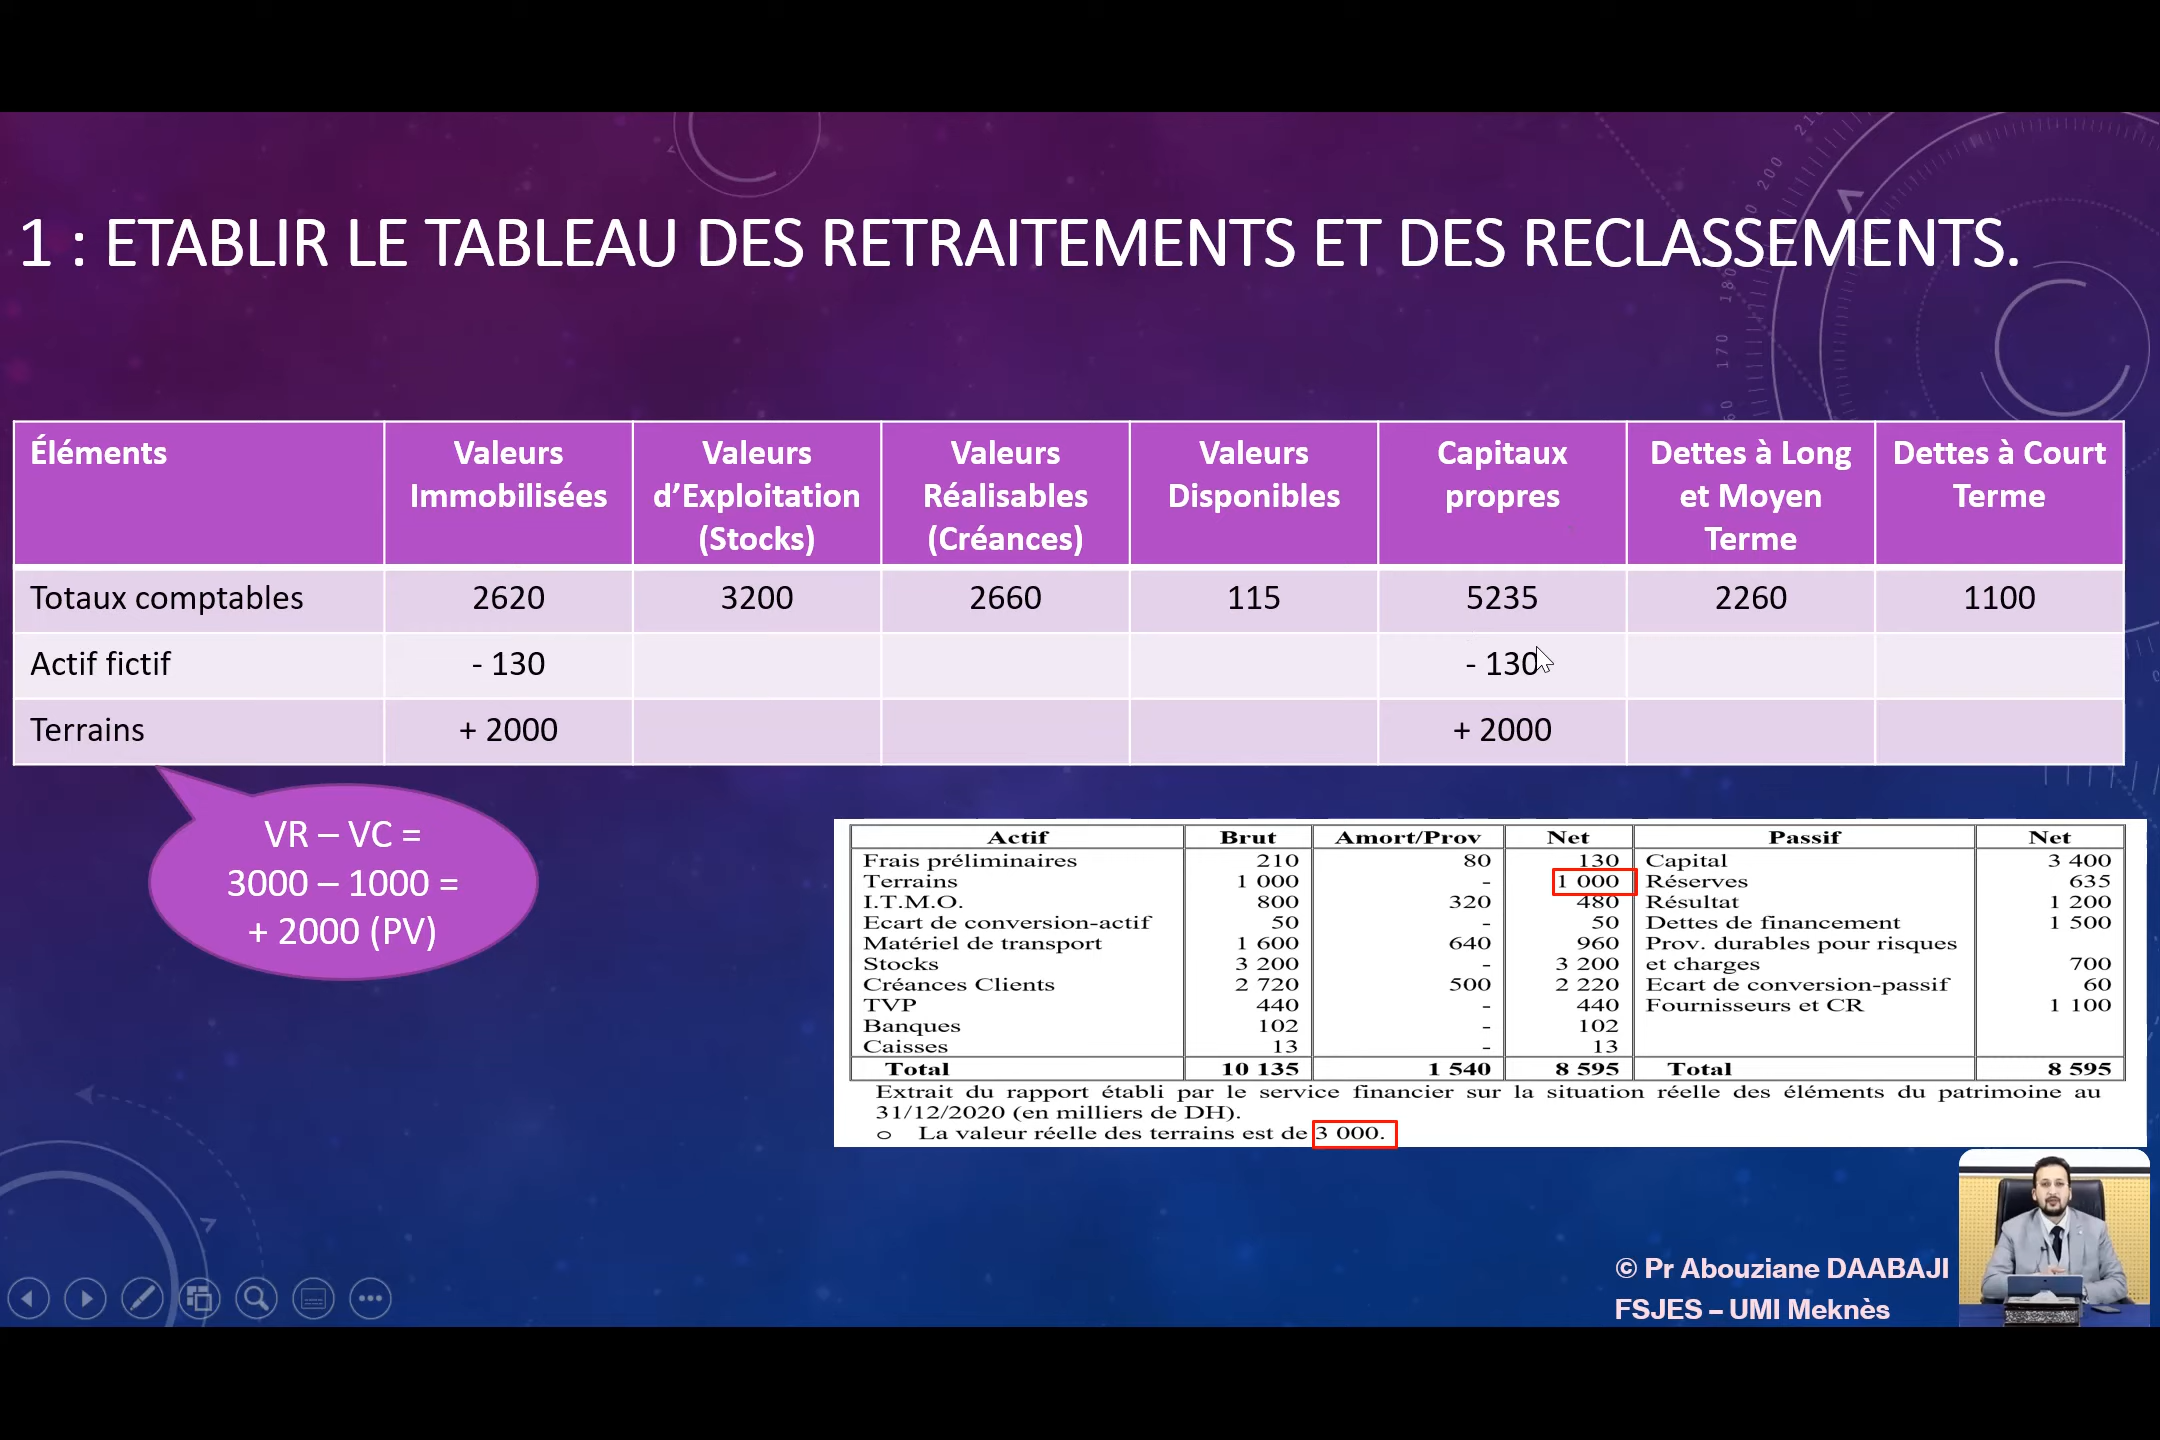 1 : ETABLIR LE TABLEAU DES RETRAITEMENTS ET DES RECLASSEMENTS.
Éléments | Valeurs Immobilisées | Valeurs d'Exploitation (Stocks) | Valeurs Réalisables (Créances) | Valeurs Disponibles | Capitaux propres | Dettes à Long et Moyen Terme | Dettes à Court Terme
Totaux comptables | 2620 | 3200 | 2660 | 115 | 5235 | 2260 | 1100
Actif fictif | - 130 | | | | - 130 | |
Terrains | + 2000 | | | | + 2000 | |
VR – VC =
3000 – 1000 =
+ 2000 (PV)
Actif | Brut | Amort/Prov | Net | Passif | Net
Frais préliminaires | 210 | 80 | 130 | Capital | 3 400
Terrains | 1 000 | - | 1 000 | Réserves | 635
I.T.M.O. | 800 | 320 | 480 | Résultat | 1 200
Ecart de conversion-actif | 50 | - | 50 | Dettes de financement | 1 500
Matériel de transport | 1 600 | 640 | 960 | Prov. durables pour risques |
Stocks | 3 200 | - | 3 200 | et charges | 700
Créances Clients | 2 720 | 500 | 2 220 | Ecart de conversion-passif | 60
TVP | 440 | - | 440 | Fournisseurs et CR | 1 100
Banques | 102 | - | 102 | |
Caisses | 13 | - | 13 | |
Total | 10 135 | 1 540 | 8 595 | Total | 8 595
Extrait du rapport établi par le service financier sur la situation réelle des éléments du patrimoine au
31/12/2020 (en milliers de DH).
o La valeur réelle des terrains est de 3 000.
© Pr Abouziane DAABAJI
FSJES – UMI Meknès
210
200
180
170